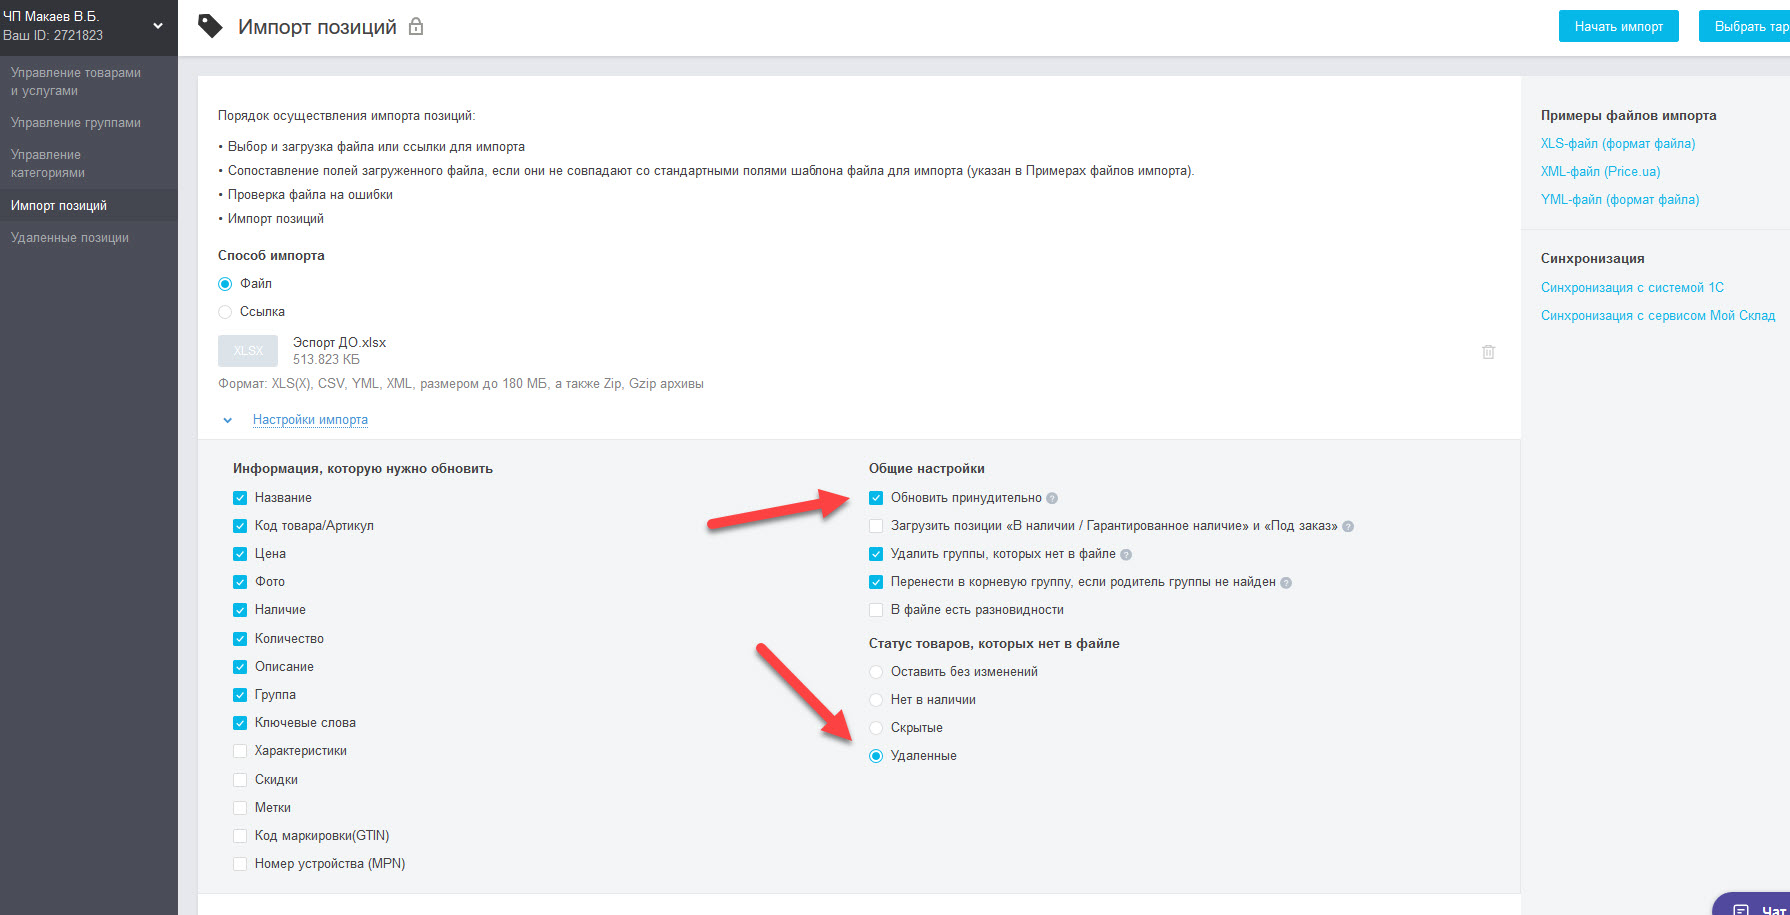 ЧП Макаев В.Б.
Ваш ID: 2721823
Управление товарами
и услугами
Управление группами
Управление
категориями
Импорт позиций
Удаленные позиции
Импорт позиций
Начать импорт
Выбрать тар
Порядок осуществления импорта позиций:
• Выбор и загрузка файла или ссылки для импорта
• Сопоставление полей загруженного файла, если они не совпадают со стандартными полями шаблона файла для импорта (указан в Примерах файлов импорта).
• Проверка файла на ошибки
• Импорт позиций
Способ импорта
Файл
Ссылка
XLSX
Эспорт ДО.xlsx
513.823 КБ
Формат: XLS(X), CSV, YML, XML, размером до 180 МБ, а также Zip, Gzip архивы
Настройки импорта
Информация, которую нужно обновить
Название
Код товара/Артикул
Цена
Фото
Наличие
Количество
Описание
Группа
Ключевые слова
Характеристики
Скидки
Метки
Код маркировки(GTIN)
Номер устройства (MPN)
Общие настройки
Обновить принудительно ?
Загрузить позиции «В наличии / Гарантированное наличие» и «Под заказ» ?
Удалить группы, которых нет в файле ?
Перенести в корневую группу, если родитель группы не найден ?
В файле есть разновидности
Статус товаров, которых нет в файле
Оставить без изменений
Нет в наличии
Скрытые
Удаленные
Примеры файлов импорта
XLS-файл (формат файла)
XML-файл (Price.ua)
YML-файл (формат файла)
Синхронизация
Синхронизация с системой 1С
Синхронизация с сервисом Мой Склад
Чат